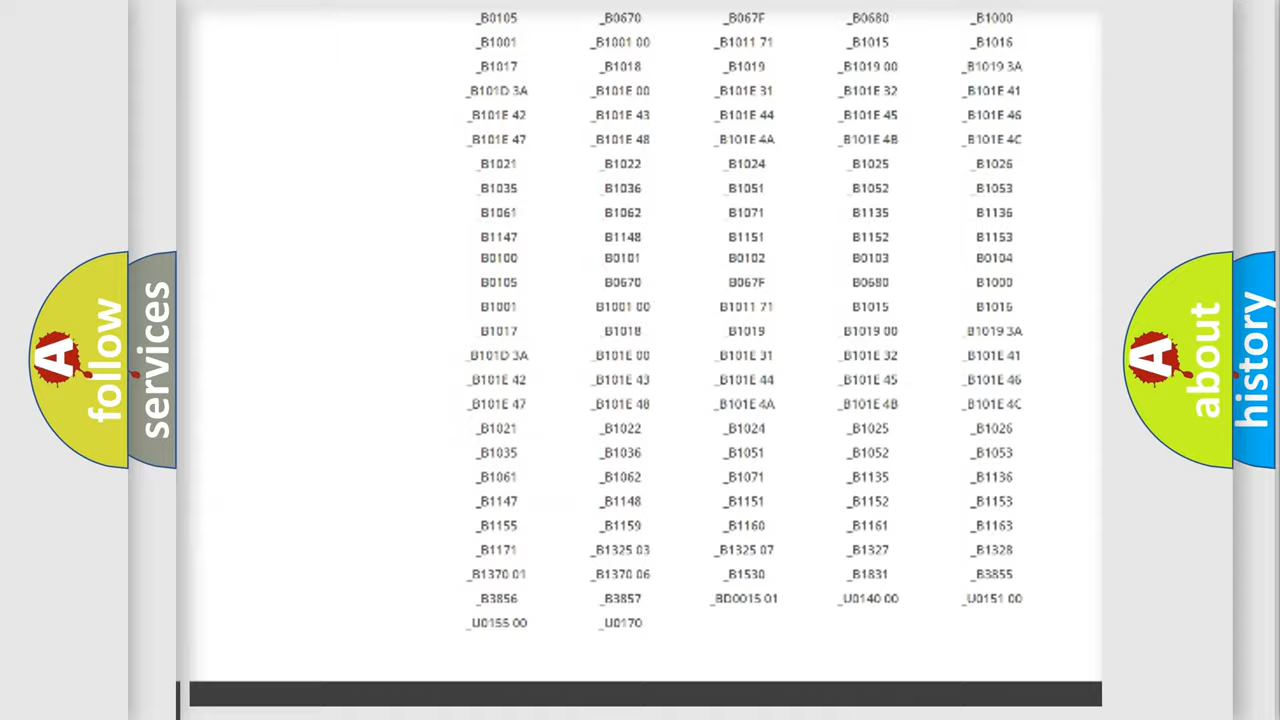 _B0105 _B0670 _B067F _B0680 _B1000
_B1001 _B1001 00 _B1011 71 _B1015 _B1016
_B1017 _B1018 _B1019 _B1019 00 _B1019 3A
_B101D 3A _B101E 00 _B101E 31 _B101E 32 _B101E 41
_B101E 42 _B101E 43 _B101E 44 _B101E 45 _B101E 46
_B101E 47 _B101E 48 _B101E 4A _B101E 4B _B101E 4C
_B1021 _B1022 _B1024 _B1025 _B1026
_B1035 _B1036 _B1051 _B1052 _B1053
B1061 B1062 B1071 B1135 B1136
B1147 B1148 B1151 B1152 B1153
B0100 B0101 B0102 B0103 B0104
B0105 B0670 B067F B0680 B1000
B1001 B1001 00 B1011 71 B1015 B1016
B1017 _B1018 _B1019 _B1019 00 _B1019 3A
_B101D 3A _B101E 00 _B101E 31 _B101E 32 _B101E 41
_B101E 42 _B101E 43 _B101E 44 _B101E 45 _B101E 46
_B101E 47 _B101E 48 _B101E 4A _B101E 4B _B101E 4C
_B1021 _B1022 _B1024 _B1025 _B1026
_B1035 _B1036 _B1051 _B1052 _B1053
_B1061 _B1062 _B1071 _B1135 _B1136
_B1147 _B1148 _B1151 _B1152 _B1153
_B1155 _B1159 _B1160 _B1161 _B1163
_B1171 _B1325 03 _B1325 07 _B1327 _B1328
_B1370 01 _B1370 06 _B1530 _B1831 _B3855
_B3856 _B3857 _BD0015 01 _U0140 00 _U0151 00
_U0155 00 _U0170
A follow
services
A about
history